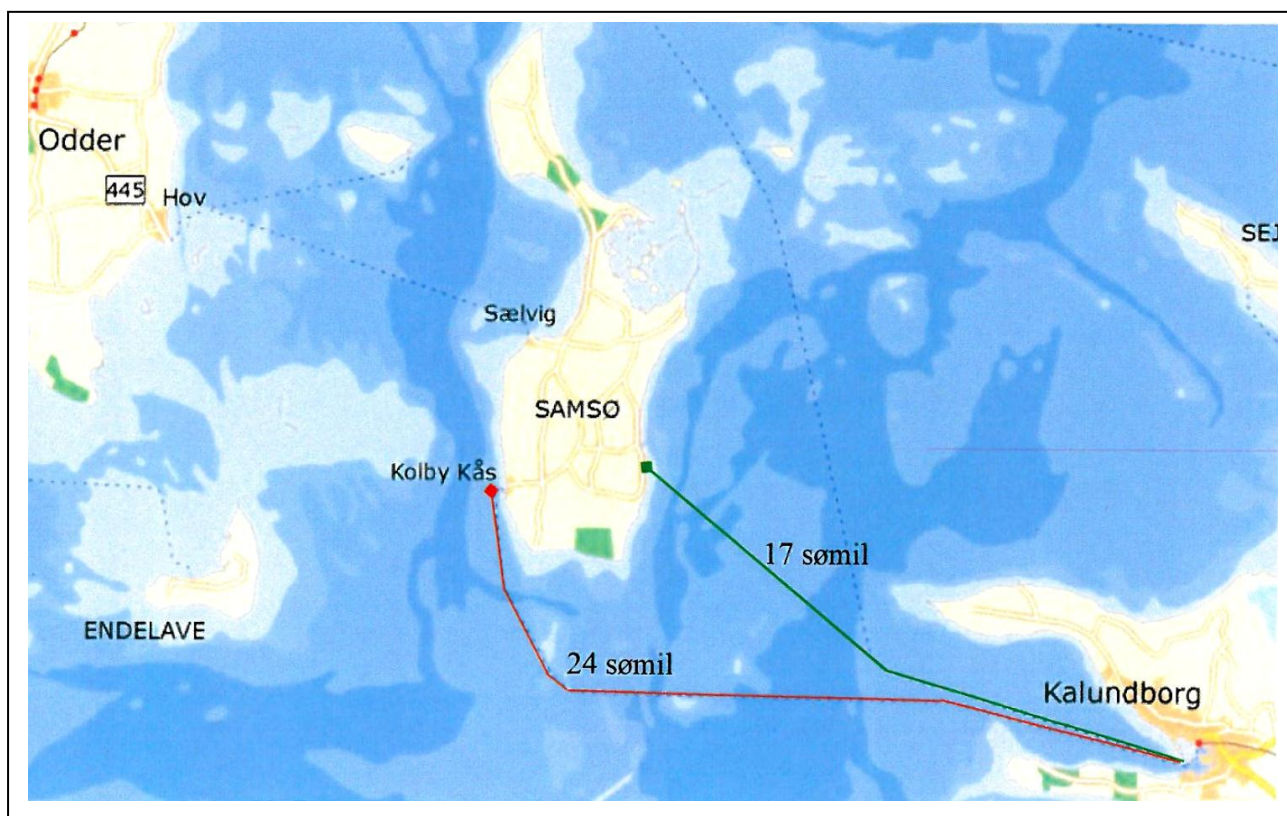 Odder
445
Hov
SEJ
Sælvig
SAMSØ
Kolby Kås
17 sømil
ENDELAVE
24 sømil
Kalundborg